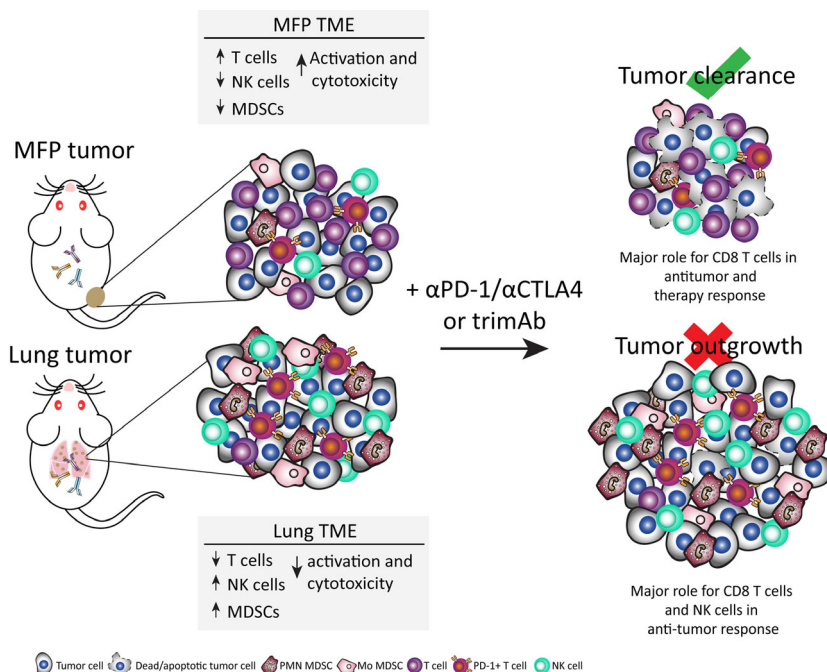 MFP TME
↑ T cells
↓ NK cells
↓ MDSCs
↑ Activation and
cytotoxicity
MFP tumor
Tumor clearance
Major role for CD8 T cells in
antitumor and
therapy response
+ αPD-1/αCTLA4
or trimAb
Lung tumor
Tumor outgrowth
Lung TME
↓ T cells
↑ NK cells
↑ MDSCs
↓ activation and
cytotoxicity
Major role for CD8 T cells
and NK cells in
anti-tumor response
Tumor cell
Dead/apoptotic tumor cell
PMN MDSC
Mo MDSC
T cell
PD-1+ T cell
NK cell